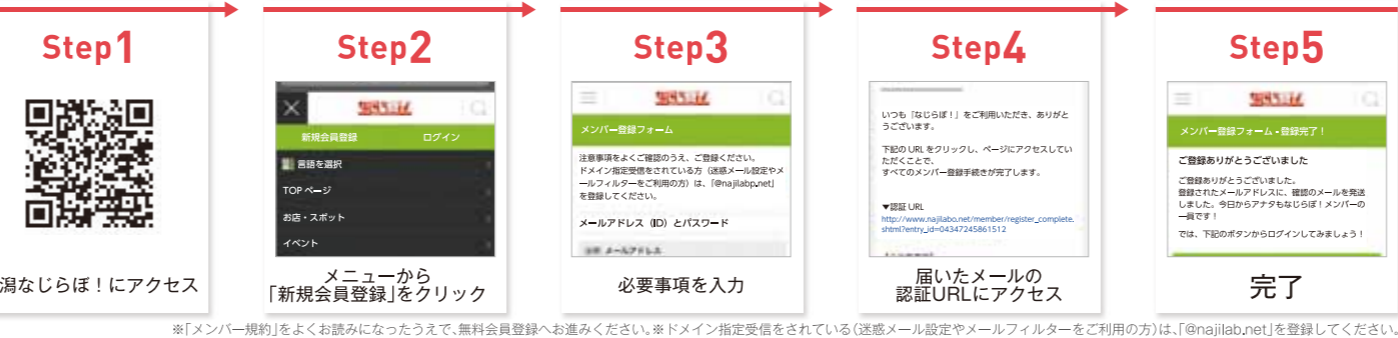 Step1
潟なじらぼ！にアクセス
Step2
新規会員登録 ログイン
言語を選択
TOP ページ
お店・スポット
イベント
メニューから
「新規会員登録」をクリック
Step3
メンバー登録フォーム
注意事項をよくご確認のうえ、ご登録ください。
ドメイン指定受信をされている方（迷惑メール設定やメ
ールフィルターをご利用の方）は、「@najilabp.net」
を登録してください。
メールアドレス（ID）とパスワード
メールアドレス
必要事項を入力
Step4
いつも「なじらぼ！」をご利用いただき、ありがと
うございます。
下記の URL をクリックし、ページにアクセスしてい
ただくことで、
すべてのメンバー登録手続きが完了します。
▼認証 URL
http://www.najilabo.net/member/register_complete.
shtml?entry_id=04347245861512
届いたメールの
認証URLにアクセス
Step5
メンバー登録フォーム - 登録完了！
ご登録ありがとうございました
ご登録ありがとうございました。
登録されたメールアドレスに、確認のメールを発送
しました。今日からアナタもなじらぼ！メンバーの
一員です！
では、下記のボタンからログインしてみましょう！
完了
※「メンバー規約」をよくお読みになったうえで、無料会員登録へお進みください。※ドメイン指定受信をされている（迷惑メール設定やメールフィルターをご利用の方）は、「@najilab.net」を登録してください。